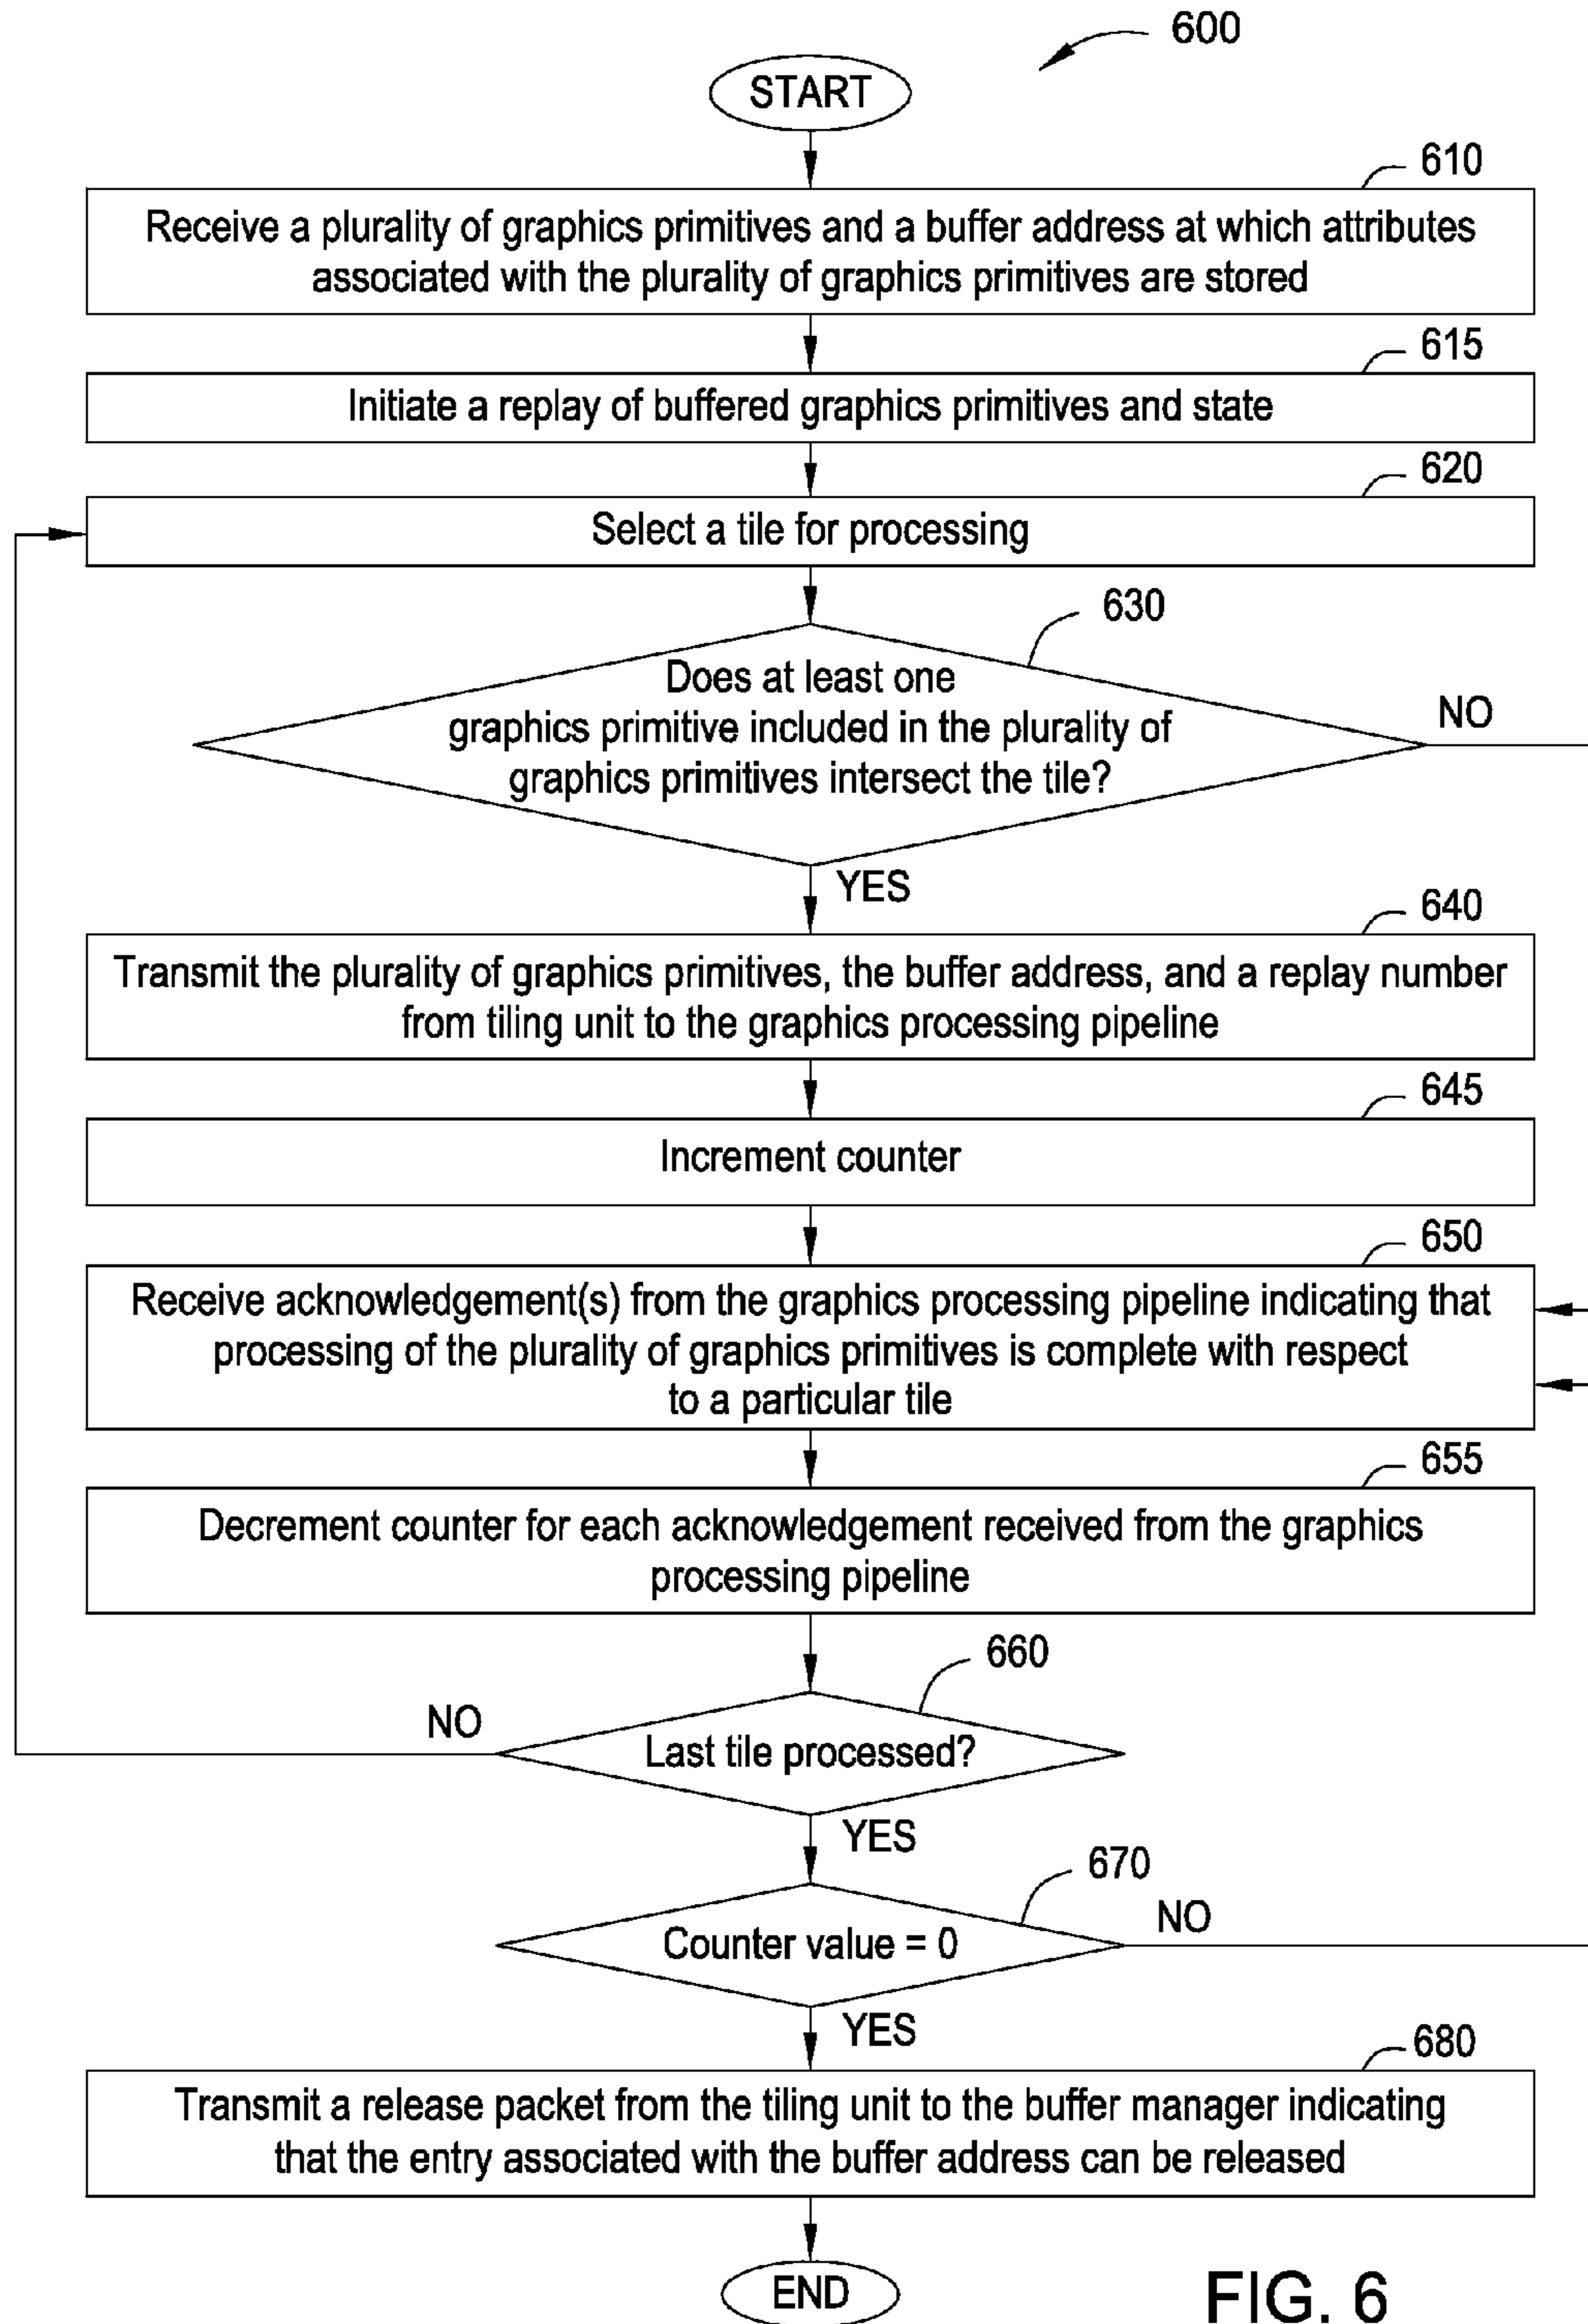 600
START
610
Receive a plurality of graphics primitives and a buffer address at which attributes
associated with the plurality of graphics primitives are stored
615
Initiate a replay of buffered graphics primitives and state
620
Select a tile for processing
630
Does at least one
graphics primitive included in the plurality of
graphics primitives intersect the tile?
NO
YES
640
Transmit the plurality of graphics primitives, the buffer address, and a replay number
from tiling unit to the graphics processing pipeline
645
Increment counter
650
Receive acknowledgement(s) from the graphics processing pipeline indicating that
processing of the plurality of graphics primitives is complete with respect
to a particular tile
655
Decrement counter for each acknowledgement received from the graphics
processing pipeline
660
NO
Last tile processed?
YES
670
Counter value = 0
NO
YES
680
Transmit a release packet from the tiling unit to the buffer manager indicating
that the entry associated with the buffer address can be released
END
FIG. 6